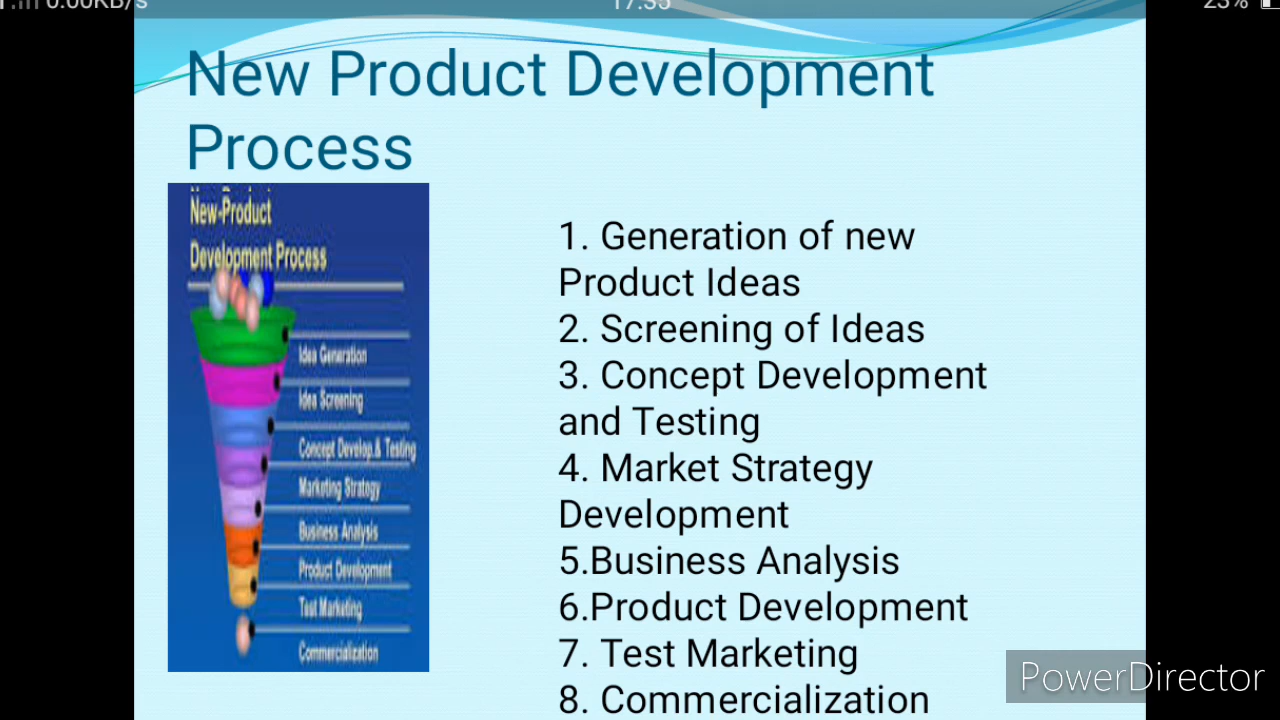 0.00KB/s
17:35
23%
New Product Development
Process
New-Product
Development Process
Idea Generation
Idea Screening
Concept Develop.& Testing
Marketing Strategy
Business Analysis
Product Development
Test Marketing
Commercialization
1. Generation of new
Product Ideas
2. Screening of Ideas
3. Concept Development
and Testing
4. Market Strategy
Development
5.Business Analysis
6.Product Development
7. Test Marketing
8. Commercialization
PowerDirector